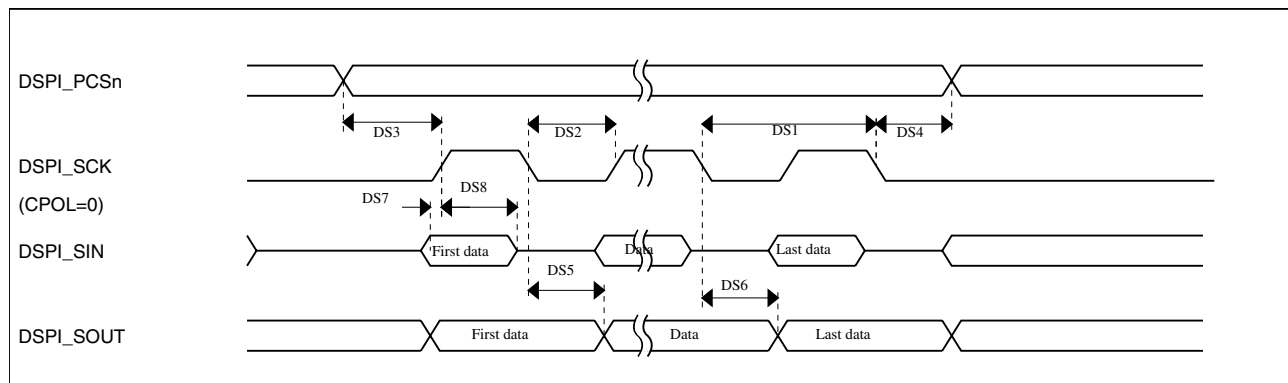 DSPI_PCSn
DS3
DS2
DS1
DS4
DSPI_SCK
(CPOL=0)
DS7
DS8
DSPI_SIN
First data
Data
Last data
DS5
DS6
DSPI_SOUT
First data
Data
Last data